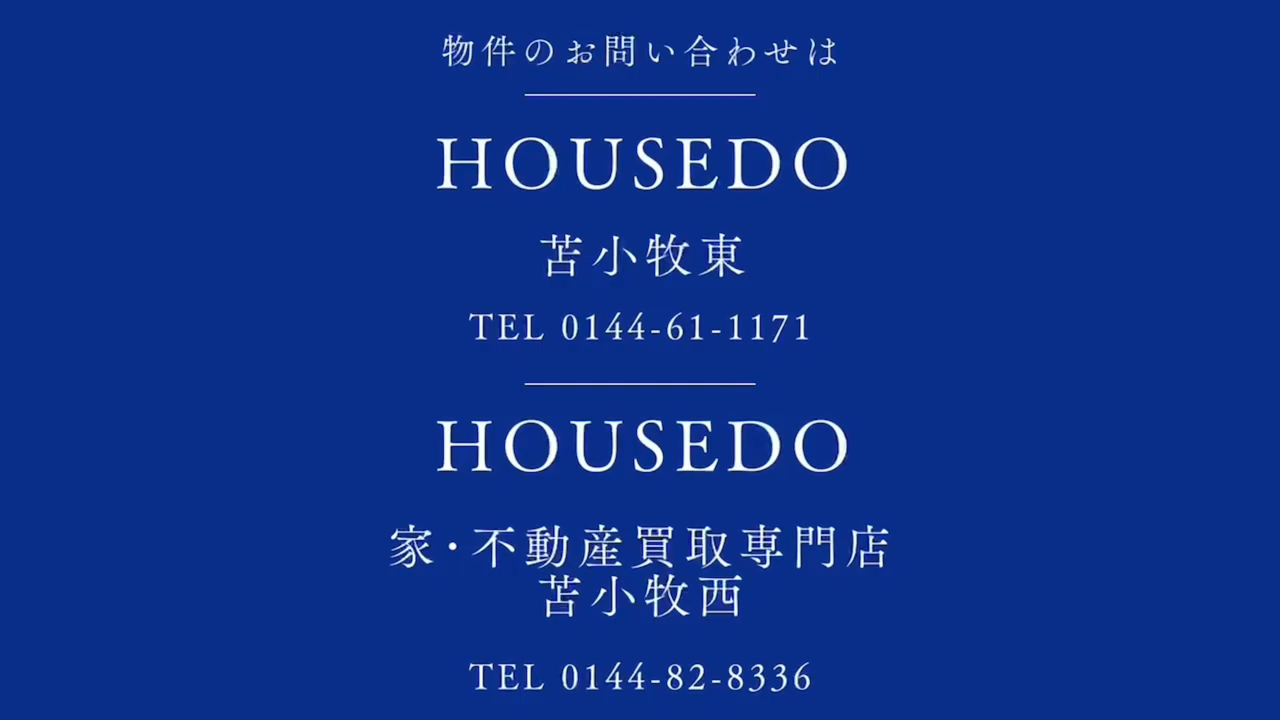 物件のお問い合わせは
HOUSEDO
苫小牧東
TEL 0144-61-1171
HOUSEDO
家・不動産買取専門店
苫小牧西
TEL 0144-82-8336